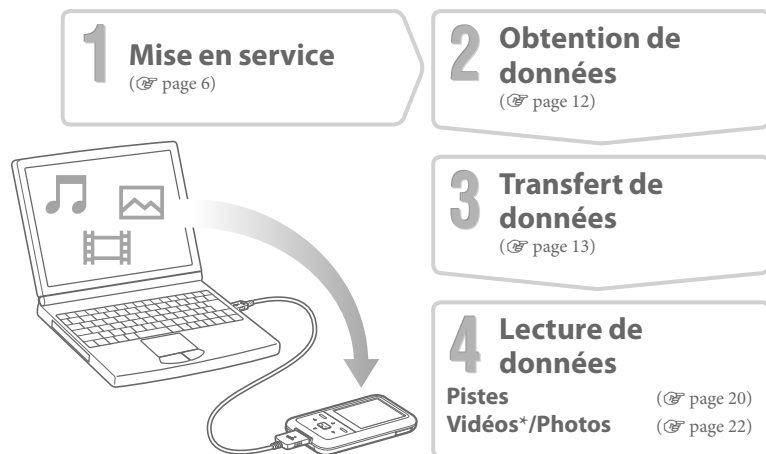 1 Mise en service
(☞ page 6)
2 Obtention de
données
(☞ page 12)
3 Transfert de
données
(☞ page 13)
4 Lecture de
données
Pistes (☞ page 20)
Vidéos*/Photos (☞ page 22)